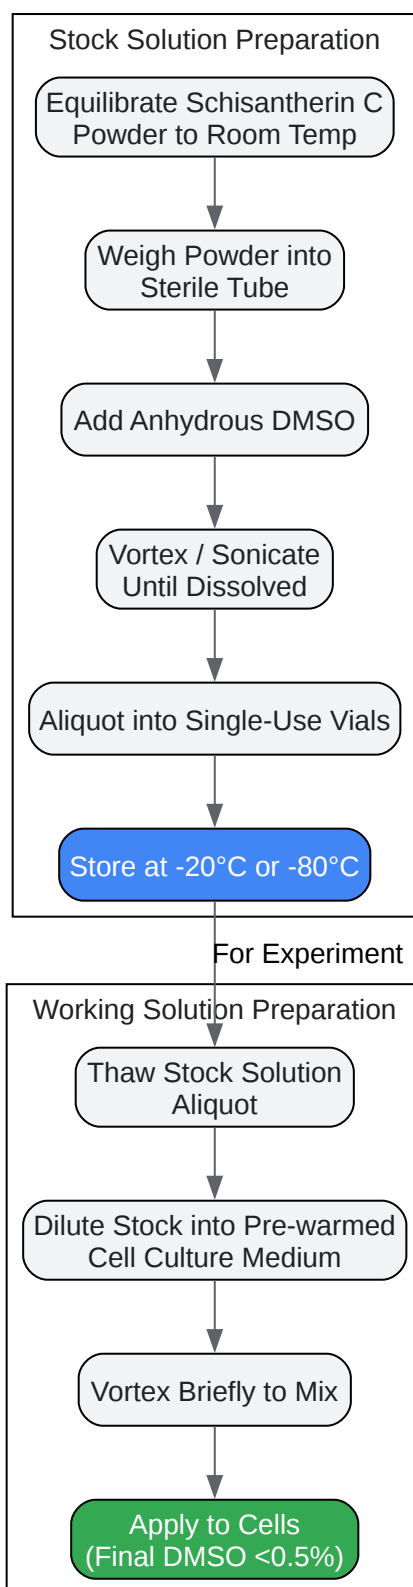 Stock Solution Preparation
Equilibrate Schisantherin C
Powder to Room Temp
Weigh Powder into
Sterile Tube
Add Anhydrous DMSO
Vortex / Sonicate
Until Dissolved
Aliquot into Single-Use Vials
Store at -20°C or -80°C
For Experiment
Working Solution Preparation
Thaw Stock Solution
Aliquot
Dilute Stock into Pre-warmed
Cell Culture Medium
Vortex Briefly to Mix
Apply to Cells
(Final DMSO <0.5%)